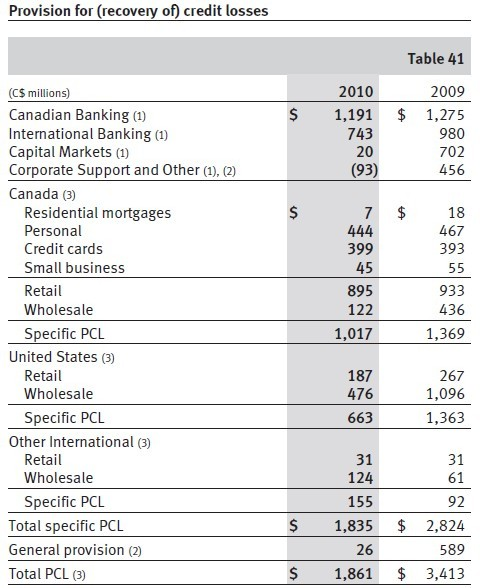 Provision for (recovery of) credit losses
Table 41
(C$ millions) 2010 2009
Canadian Banking (1) $ 1,191 $ 1,275
International Banking (1) 743 980
Capital Markets (1) 20 702
Corporate Support and Other (1), (2) (93) 456
Canada (3)
Residential mortgages $ 7 $ 18
Personal 444 467
Credit cards 399 393
Small business 45 55
Retail 895 933
Wholesale 122 436
Specific PCL 1,017 1,369
United States (3)
Retail 187 267
Wholesale 476 1,096
Specific PCL 663 1,363
Other International (3)
Retail 31 31
Wholesale 124 61
Specific PCL 155 92
Total specific PCL $ 1,835 $ 2,824
General provision (2) 26 589
Total PCL (3) $ 1,861 $ 3,413